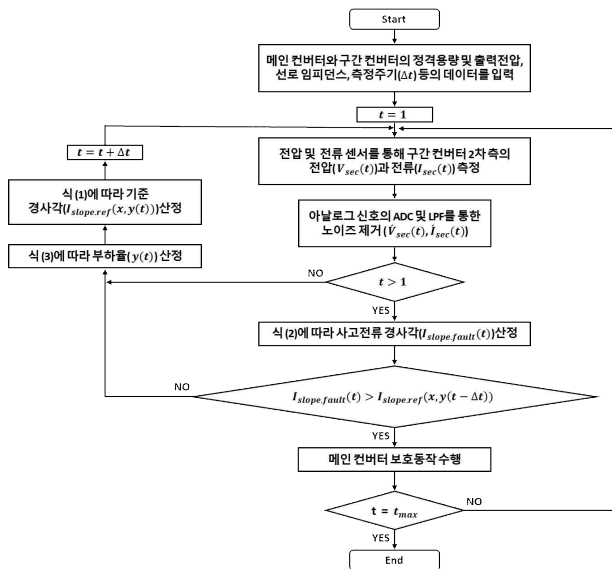 Start
메인 컨버터와 구간 컨버터의 정격용량 및 출력전압,
선로 임피던스, 측정주기(Δt) 등의 데이터를 입력
t = 1
t = t + Δt
전압 및 전류 센서를 통해 구간 컨버터 2차 측의
전압(V_sec(t))과 전류(I_sec(t)) 측정
식 (1)에 따라 기준
경사각(I_slope.ref(x, y(t)))산정
아날로그 신호의 ADC 및 LPF를 통한
노이즈 제거(V̇_sec(t), İ_sec(t))
식 (3)에 따라 부하율( y(t)) 산정
NO
t > 1
YES
식 (2)에 따라 사고전류 경사각(I_slope.fault(t))산정
NO
I_slope.fault(t) > I_slope.ref(x, y(t − Δt))
YES
메인 컨버터 보호동작 수행
t = t_max
NO
YES
End